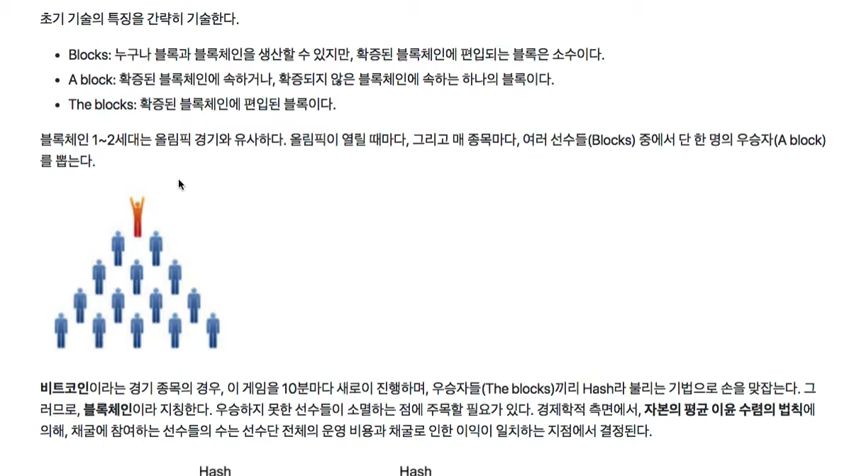 초기 기술의 특징을 간략히 기술한다.
• Blocks: 누구나 블록과 블록체인을 생산할 수 있지만, 확증된 블록체인에 편입되는 블록은 소수이다.
• A block: 확증된 블록체인에 속하거나, 확증되지 않은 블록체인에 속하는 하나의 블록이다.
• The blocks: 확증된 블록체인에 편입된 블록이다.
블록체인 1~2세대는 올림픽 경기와 유사하다. 올림픽이 열릴 때마다, 그리고 매 종목마다, 여러 선수들(Blocks) 중에서 단 한 명의 우승자(A block)
를 뽑는다.
비트코인이라는 경기 종목의 경우, 이 게임을 10분마다 새로이 진행하며, 우승자들(The blocks)끼리 Hash라 불리는 기법으로 손을 맞잡는다. 그
러므로, 블록체인이라 지칭한다. 우승하지 못한 선수들이 소멸하는 점에 주목할 필요가 있다. 경제학적 측면에서, 자본의 평균 이윤 수렴의 법칙에
의해, 채굴에 참여하는 선수들의 수는 선수단 전체의 운영 비용과 채굴로 인한 이익이 일치하는 지점에서 결정된다.
Hash Hash